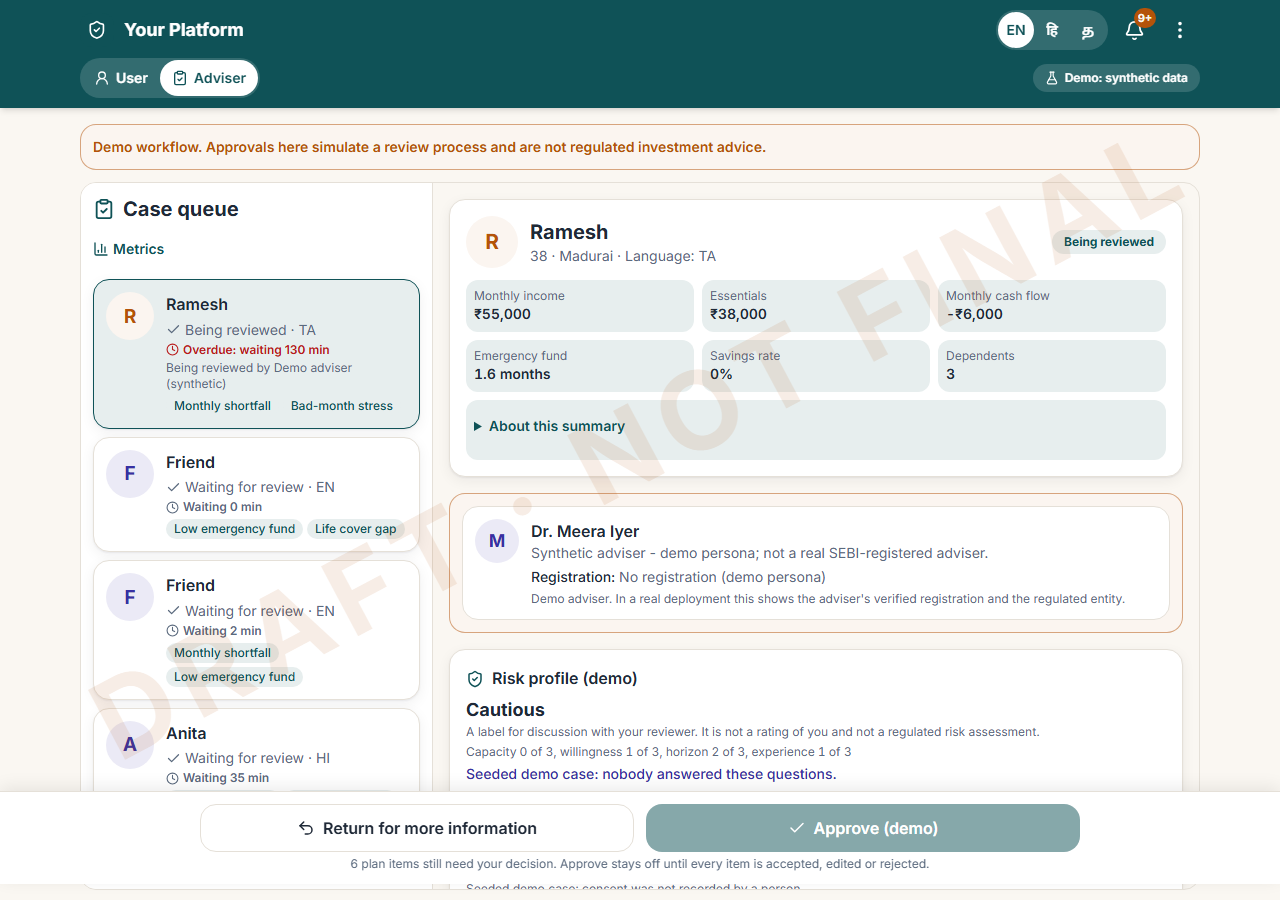 Your Platform
EN
हि
த
9+
User
Adviser
Demo: synthetic data
Demo workflow. Approvals here simulate a review process and are not regulated investment advice.
Case queue
Metrics
R
Ramesh
Being reviewed · TA
Overdue: waiting 130 min
Being reviewed by Demo adviser
(synthetic)
Monthly shortfall
Bad-month stress
F
Friend
Waiting for review · EN
Waiting 0 min
Low emergency fund
Life cover gap
F
Friend
Waiting for review · EN
Waiting 2 min
Monthly shortfall
Low emergency fund
A
Anita
Waiting for review · HI
Waiting 35 min
R
Ramesh
38 · Madurai · Language: TA
Being reviewed
Monthly income
₹55,000
Essentials
₹38,000
Monthly cash flow
-₹6,000
Emergency fund
1.6 months
Savings rate
0%
Dependents
3
About this summary
M
Dr. Meera Iyer
Synthetic adviser - demo persona; not a real SEBI-registered adviser.
Registration: No registration (demo persona)
Demo adviser. In a real deployment this shows the adviser's verified registration and the regulated entity.
Risk profile (demo)
Cautious
A label for discussion with your reviewer. It is not a rating of you and not a regulated risk assessment.
Capacity 0 of 3, willingness 1 of 3, horizon 2 of 3, experience 1 of 3
Seeded demo case: nobody answered these questions.
Return for more information
Approve (demo)
6 plan items still need your decision. Approve stays off until every item is accepted, edited or rejected.
Seeded demo case: consent was not recorded by a person.
DRAFT · NOT FINAL